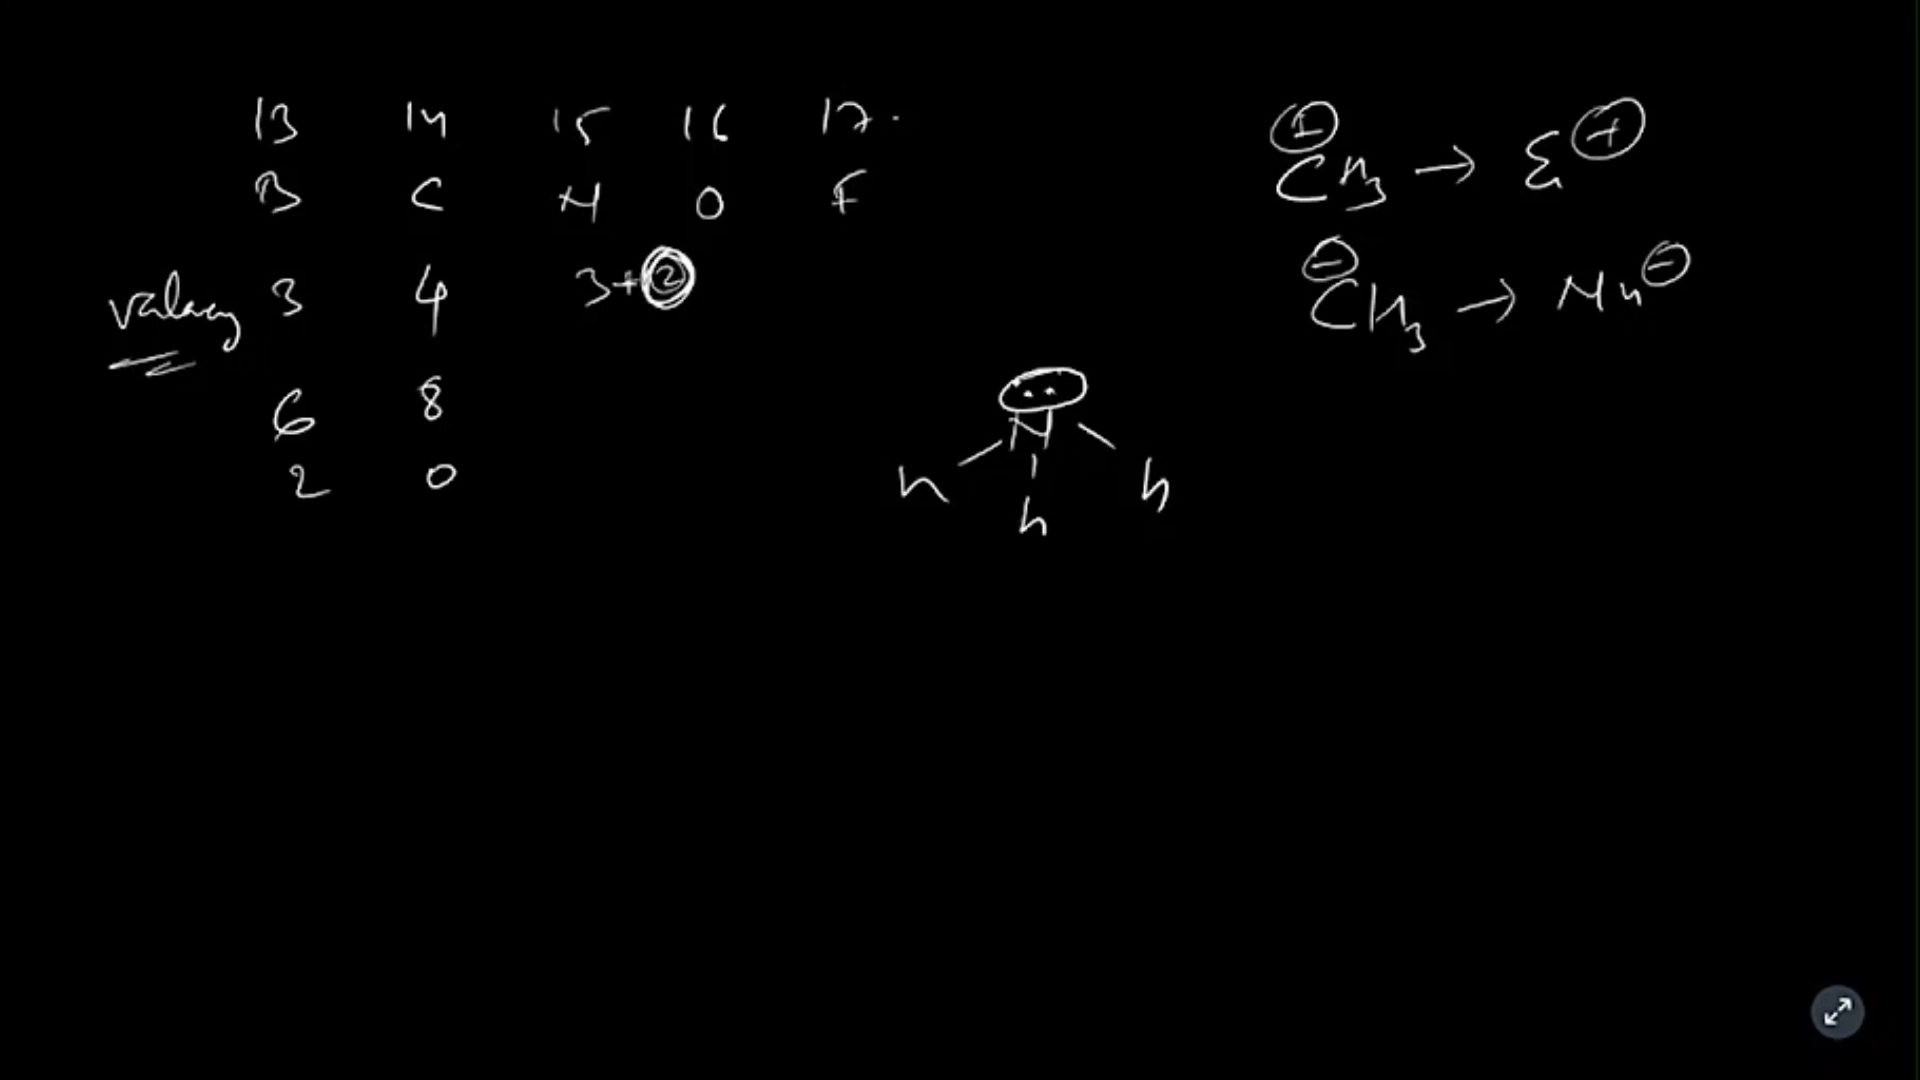 13 14 15 16 17.
B C N O F
valency 3 4 3+②
6 8
2 0
⊕
CH₃ → E⊕
⊖
CH₃ → Nu⊖
..
N
h h h